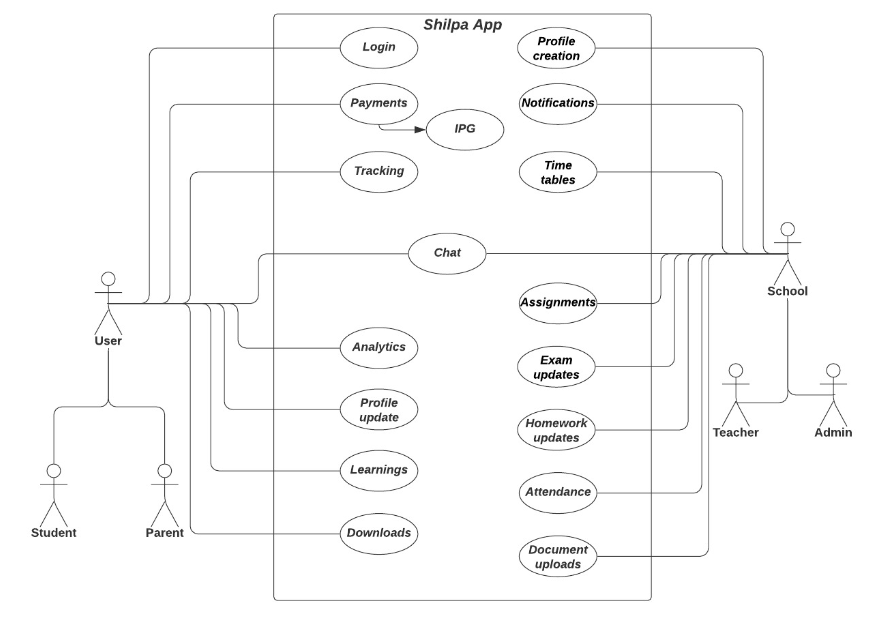 Shilpa App
Login
Profile
creation
Payments
Notifications
IPG
Tracking
Time
tables
Chat
School
Assignments
User
Analytics
Exam
updates
Profile
update
Homework
updates
Teacher
Admin
Learnings
Attendance
Student
Parent
Downloads
Document
uploads